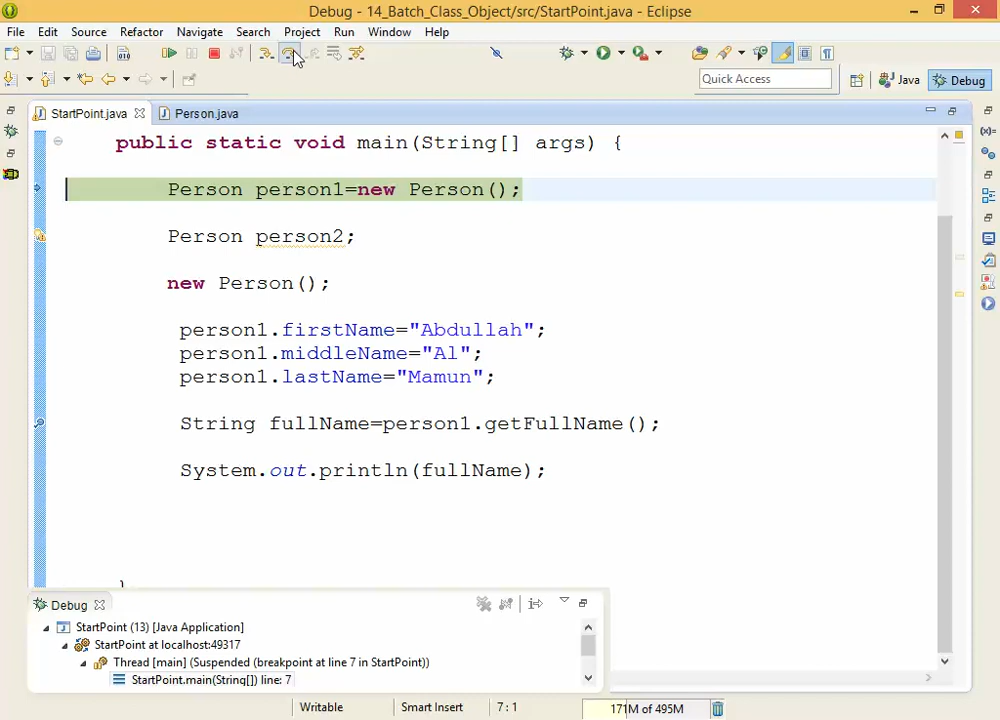 Debug - 14_Batch_Class_Object/src/StartPoint.java - Eclipse
File Edit Source Refactor Navigate Search Project Run Window Help
Quick Access
Java
Debug
StartPoint.java
Person.java
public static void main(String[] args) {
Person person1=new Person();
Person person2;
new Person();
person1.firstName="Abdullah";
person1.middleName="Al";
person1.lastName="Mamun";
String fullName=person1.getFullName();
System.out.println(fullName);
}
Debug
StartPoint (13) [Java Application]
StartPoint at localhost:49317
Thread [main] (Suspended (breakpoint at line 7 in StartPoint))
StartPoint.main(String[]) line: 7
Writable
Smart Insert
7 : 1
171M of 495M